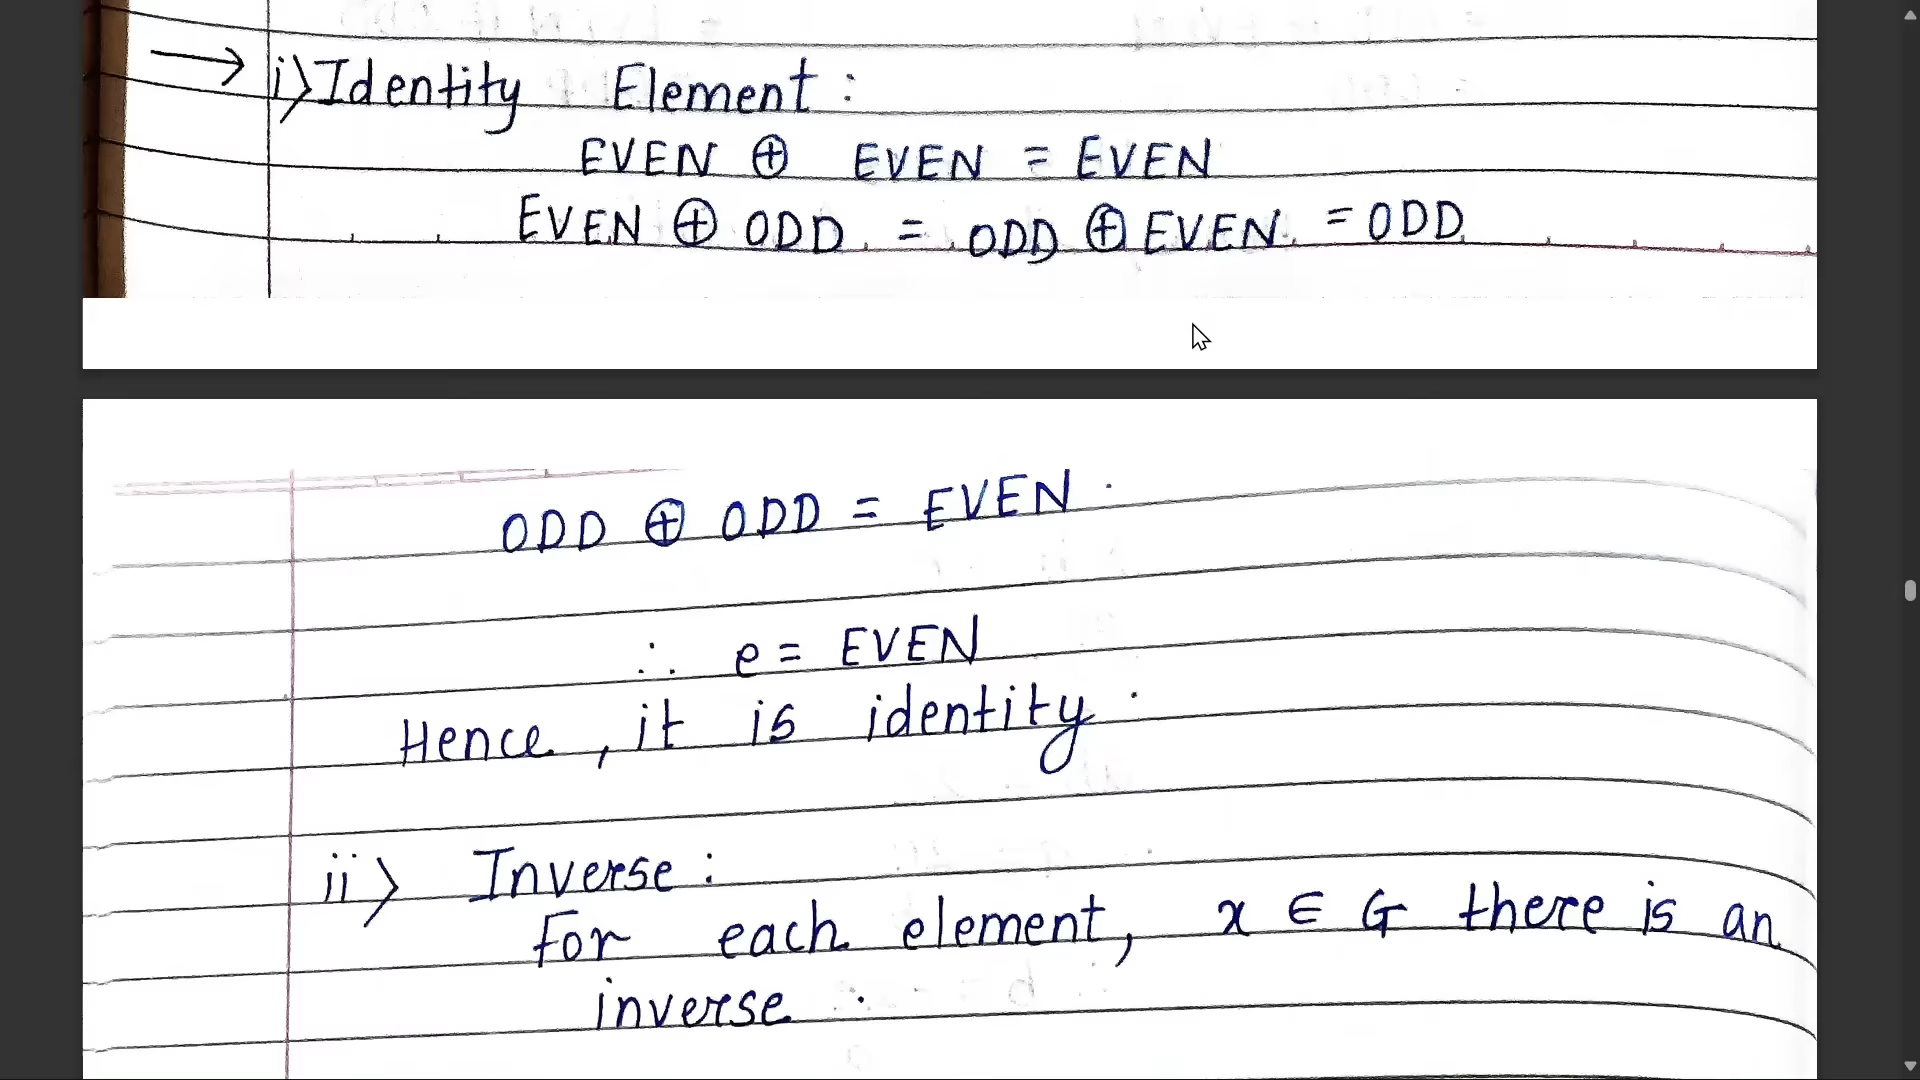 → i) Identity Element :
EVEN ⊕ EVEN = EVEN
EVEN ⊕ ODD = ODD ⊕ EVEN = ODD
ODD ⊕ ODD = EVEN .
∴ e = EVEN
Hence , it is identity .
ii) Inverse :
For each element, x ∈ G there is an
inverse .